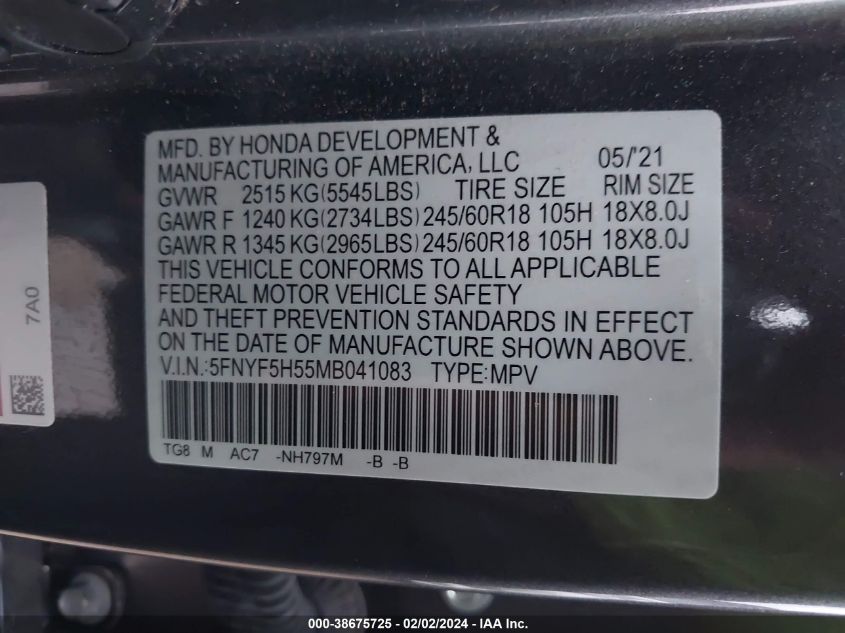 MFD. BY HONDA DEVELOPMENT &
MANUFACTURING OF AMERICA, LLC 05/'21
GVWR 2515 KG(5545LBS) TIRE SIZE RIM SIZE
GAWR F 1240 KG(2734LBS) 245/60R18 105H 18X8.0J
GAWR R 1345 KG(2965LBS) 245/60R18 105H 18X8.0J
THIS VEHICLE CONFORMS TO ALL APPLICABLE
FEDERAL MOTOR VEHICLE SAFETY
AND THEFT PREVENTION STANDARDS IN EFFECT
ON THE DATE OF MANUFACTURE SHOWN ABOVE.
V.I.N.:5FNYF5H55MB041083 TYPE:MPV
TG8 M AC7 -NH797M -B -B
7A0
000-38675725 - 02/02/2024 - IAAI.COM